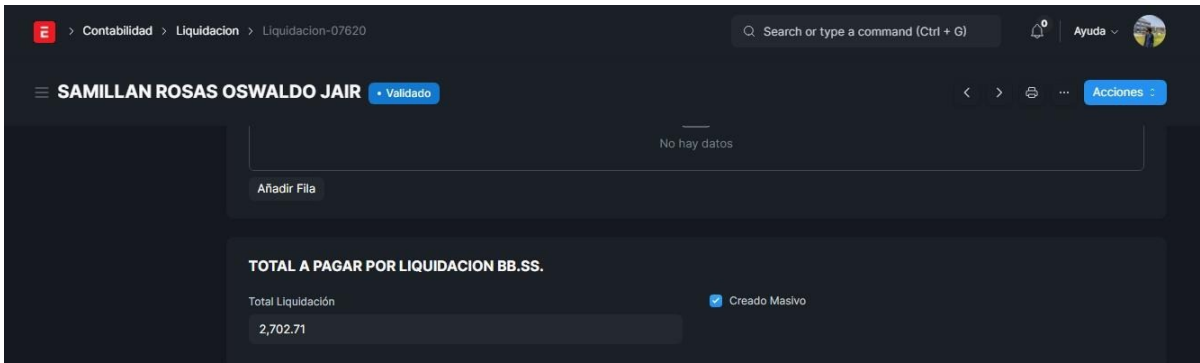 E > Contabilidad > Liquidacion > Liquidacion-07620 Search or type a command (Ctrl + G) 0 Ayuda
SAMILLAN ROSAS OSWALDO JAIR • Validado < > ... Acciones
No hay datos
Añadir Fila
TOTAL A PAGAR POR LIQUIDACION BB.SS.
Total Liquidación Creado Masivo
2,702.71